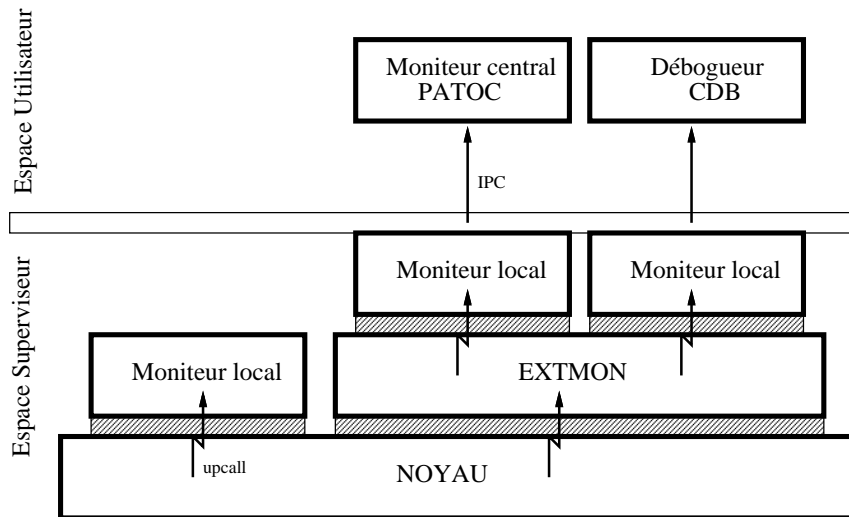 Espace Utilisateur
Moniteur central
PATOC
Débogueur
CDB
IPC
Espace Superviseur
Moniteur local
Moniteur local
Moniteur local
EXTMON
upcall
NOYAU